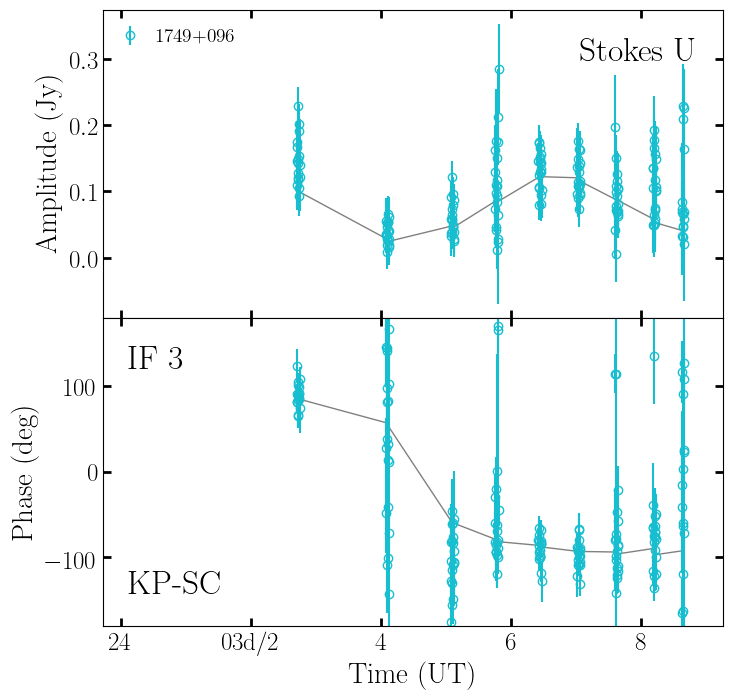 1749+096
Stokes U
0.3
0.2
0.1
0.0
Amplitude (Jy)
IF 3
100
0
−100
Phase (deg)
KP-SC
24
03d/2
4
6
8
Time (UT)